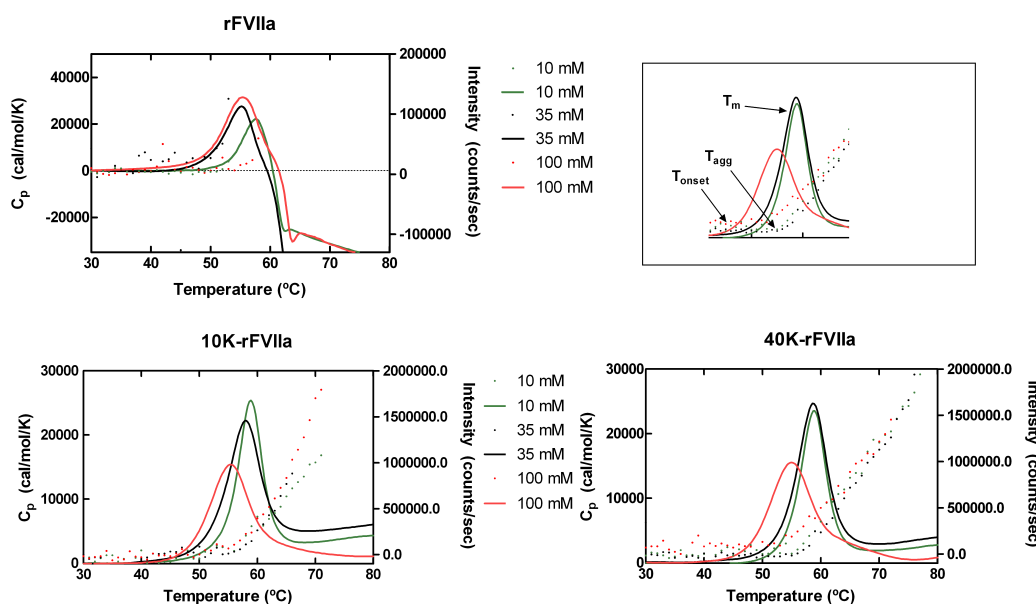 rFVIIa
40000
20000
0
-20000
Cp (cal/mol/K)
200000
100000
0
-100000
Intensity (counts/sec)
30 40 50 60 70 80
Temperature (ºC)
10 mM
10 mM
35 mM
35 mM
100 mM
100 mM
Tm
Tagg
Tonset
10K-rFVIIa
30000
20000
10000
0
Cp (cal/mol/K)
2000000.0
1500000.0
1000000.0
500000.0
0.0
Intensity (counts/sec)
30 40 50 60 70 80
Temperature (ºC)
10 mM
10 mM
35 mM
35 mM
100 mM
100 mM
40K-rFVIIa
30000
20000
10000
0
Cp (cal/mol/K)
2000000.0
1500000.0
1000000.0
500000.0
0.0
Intensity (counts/sec)
30 40 50 60 70 80
Temperature (ºC)